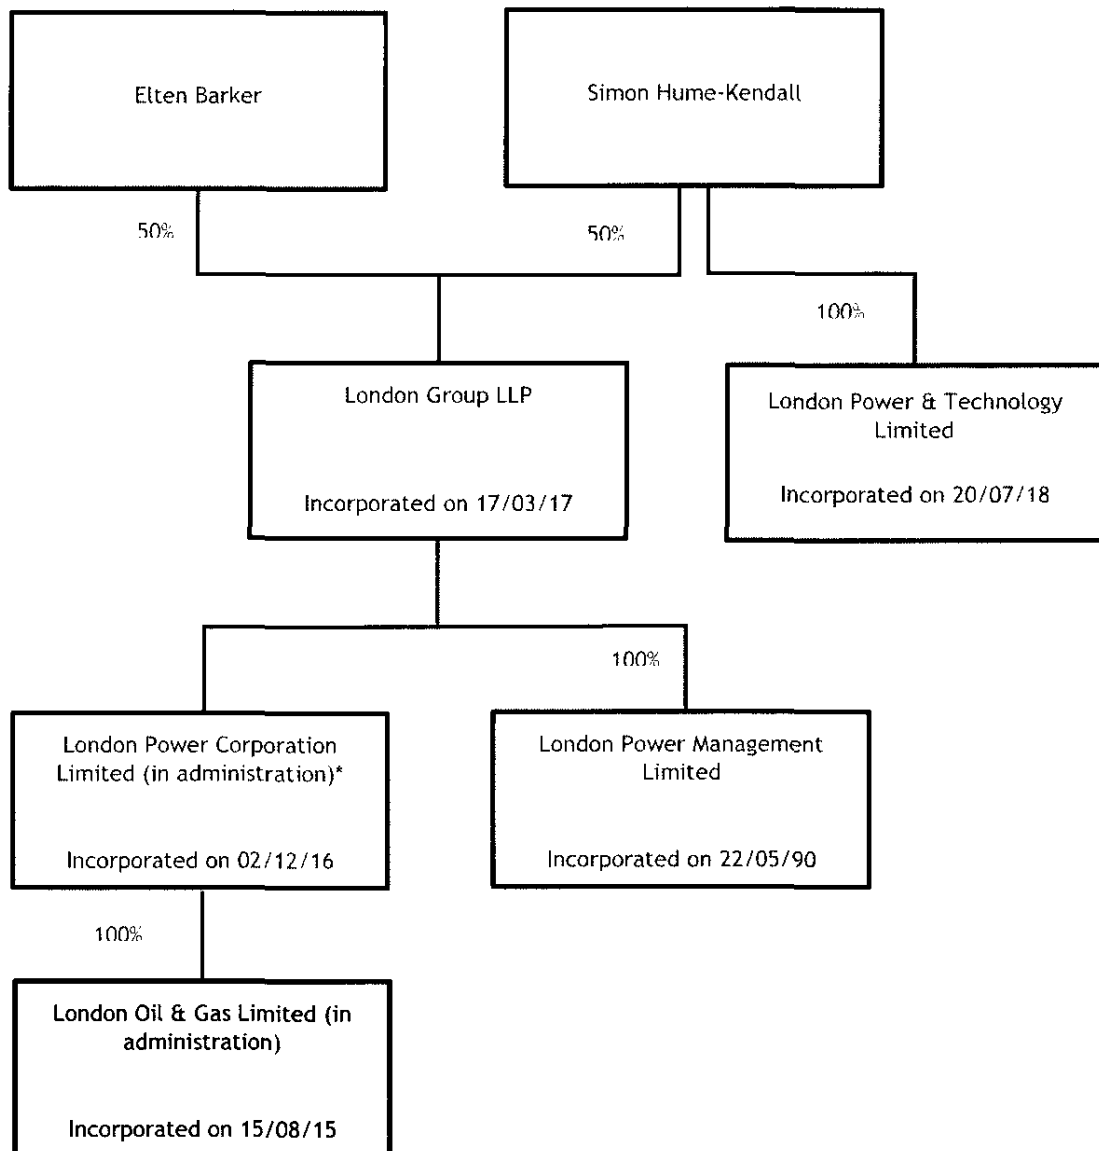 Elten Barker
Simon Hume-Kendall
50%
50%
100%
London Group LLP
Incorporated on 17/03/17
London Power & Technology
Limited
Incorporated on 20/07/18
100%
London Power Corporation
Limited (in administration)*
Incorporated on 02/12/16
London Power Management
Limited
Incorporated on 22/05/90
100%
London Oil & Gas Limited (in
administration)
Incorporated on 15/08/15